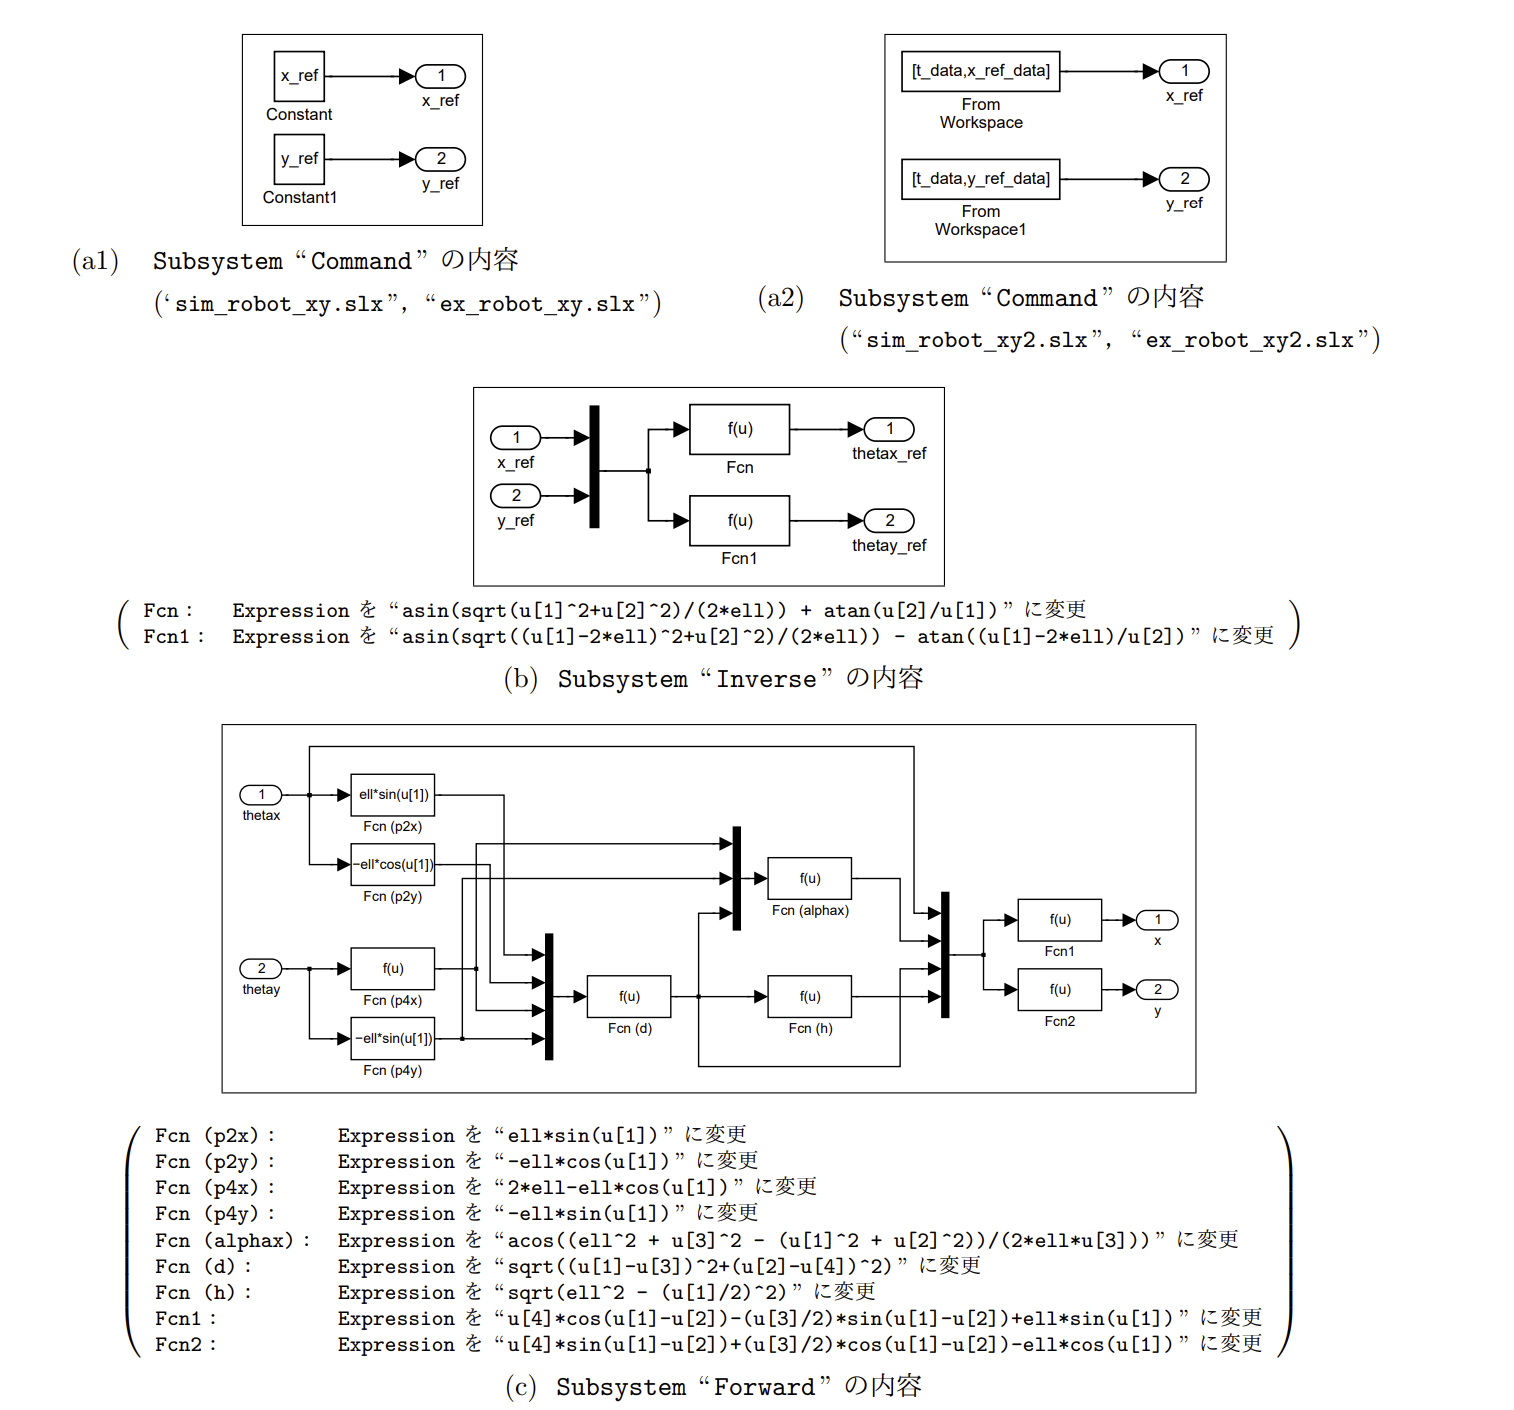 x_ref
1
x_ref
Constant
y_ref
2
y_ref
Constant1
(a1) Subsystem “Command” の内容
(‘sim_robot_xy.slx”, “ex_robot_xy.slx”)
[t_data,x_ref_data]
1
x_ref
From
Workspace
[t_data,y_ref_data]
2
y_ref
From
Workspace1
(a2) Subsystem “Command” の内容
(“sim_robot_xy2.slx”, “ex_robot_xy2.slx”)
1
x_ref
2
y_ref
f(u)
Fcn
f(u)
Fcn1
1
thetax_ref
2
thetay_ref
Fcn : Expression を “asin(sqrt(u[1]^2+u[2]^2)/(2*ell)) + atan(u[2]/u[1])” に変更
Fcn1 : Expression を “asin(sqrt((u[1]-2*ell)^2+u[2]^2)/(2*ell)) - atan((u[1]-2*ell)/u[2])” に変更
(b) Subsystem “Inverse” の内容
1
thetax
ell*sin(u[1])
Fcn (p2x)
−ell*cos(u[1])
Fcn (p2y)
2
thetay
f(u)
Fcn (p4x)
−ell*sin(u[1])
Fcn (p4y)
f(u)
Fcn (d)
f(u)
Fcn (alphax)
f(u)
Fcn (h)
f(u)
Fcn1
f(u)
Fcn2
1
x
2
y
Fcn (p2x) : Expression を “ell*sin(u[1])” に変更
Fcn (p2y) : Expression を “-ell*cos(u[1])” に変更
Fcn (p4x) : Expression を “2*ell-ell*cos(u[1])” に変更
Fcn (p4y) : Expression を “-ell*sin(u[1])” に変更
Fcn (alphax) : Expression を “acos((ell^2 + u[3]^2 - (u[1]^2 + u[2]^2))/(2*ell*u[3]))” に変更
Fcn (d) : Expression を “sqrt((u[1]-u[3])^2+(u[2]-u[4])^2)” に変更
Fcn (h) : Expression を “sqrt(ell^2 - (u[1]/2)^2)” に変更
Fcn1 : Expression を “u[4]*cos(u[1]-u[2])-(u[3]/2)*sin(u[1]-u[2])+ell*sin(u[1])” に変更
Fcn2 : Expression を “u[4]*sin(u[1]-u[2])+(u[3]/2)*cos(u[1]-u[2])-ell*cos(u[1])” に変更
(c) Subsystem “Forward” の内容